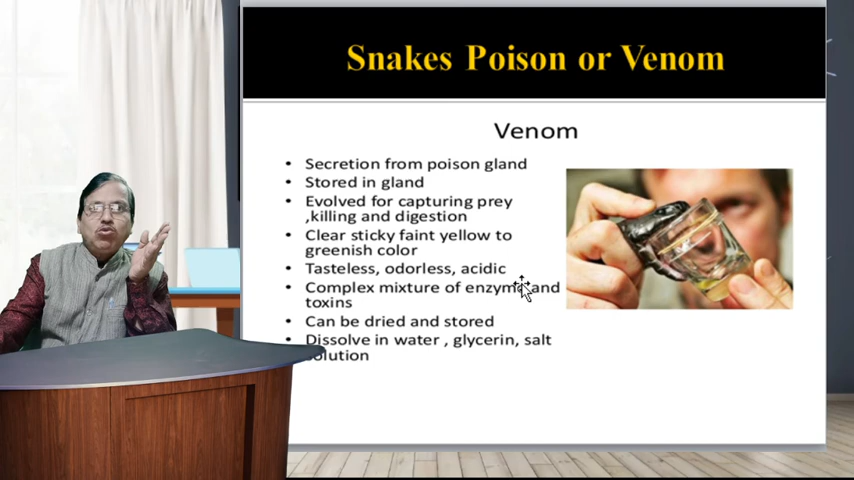 Snakes Poison or Venom
Venom
• Secretion from poison gland
• Stored in gland
• Evolved for capturing prey
,killing and digestion
• Clear sticky faint yellow to
greenish color
• Tasteless, odorless, acidic
• Complex mixture of enzyme and
toxins
• Can be dried and stored
• Dissolve in water , glycerin, salt
solution